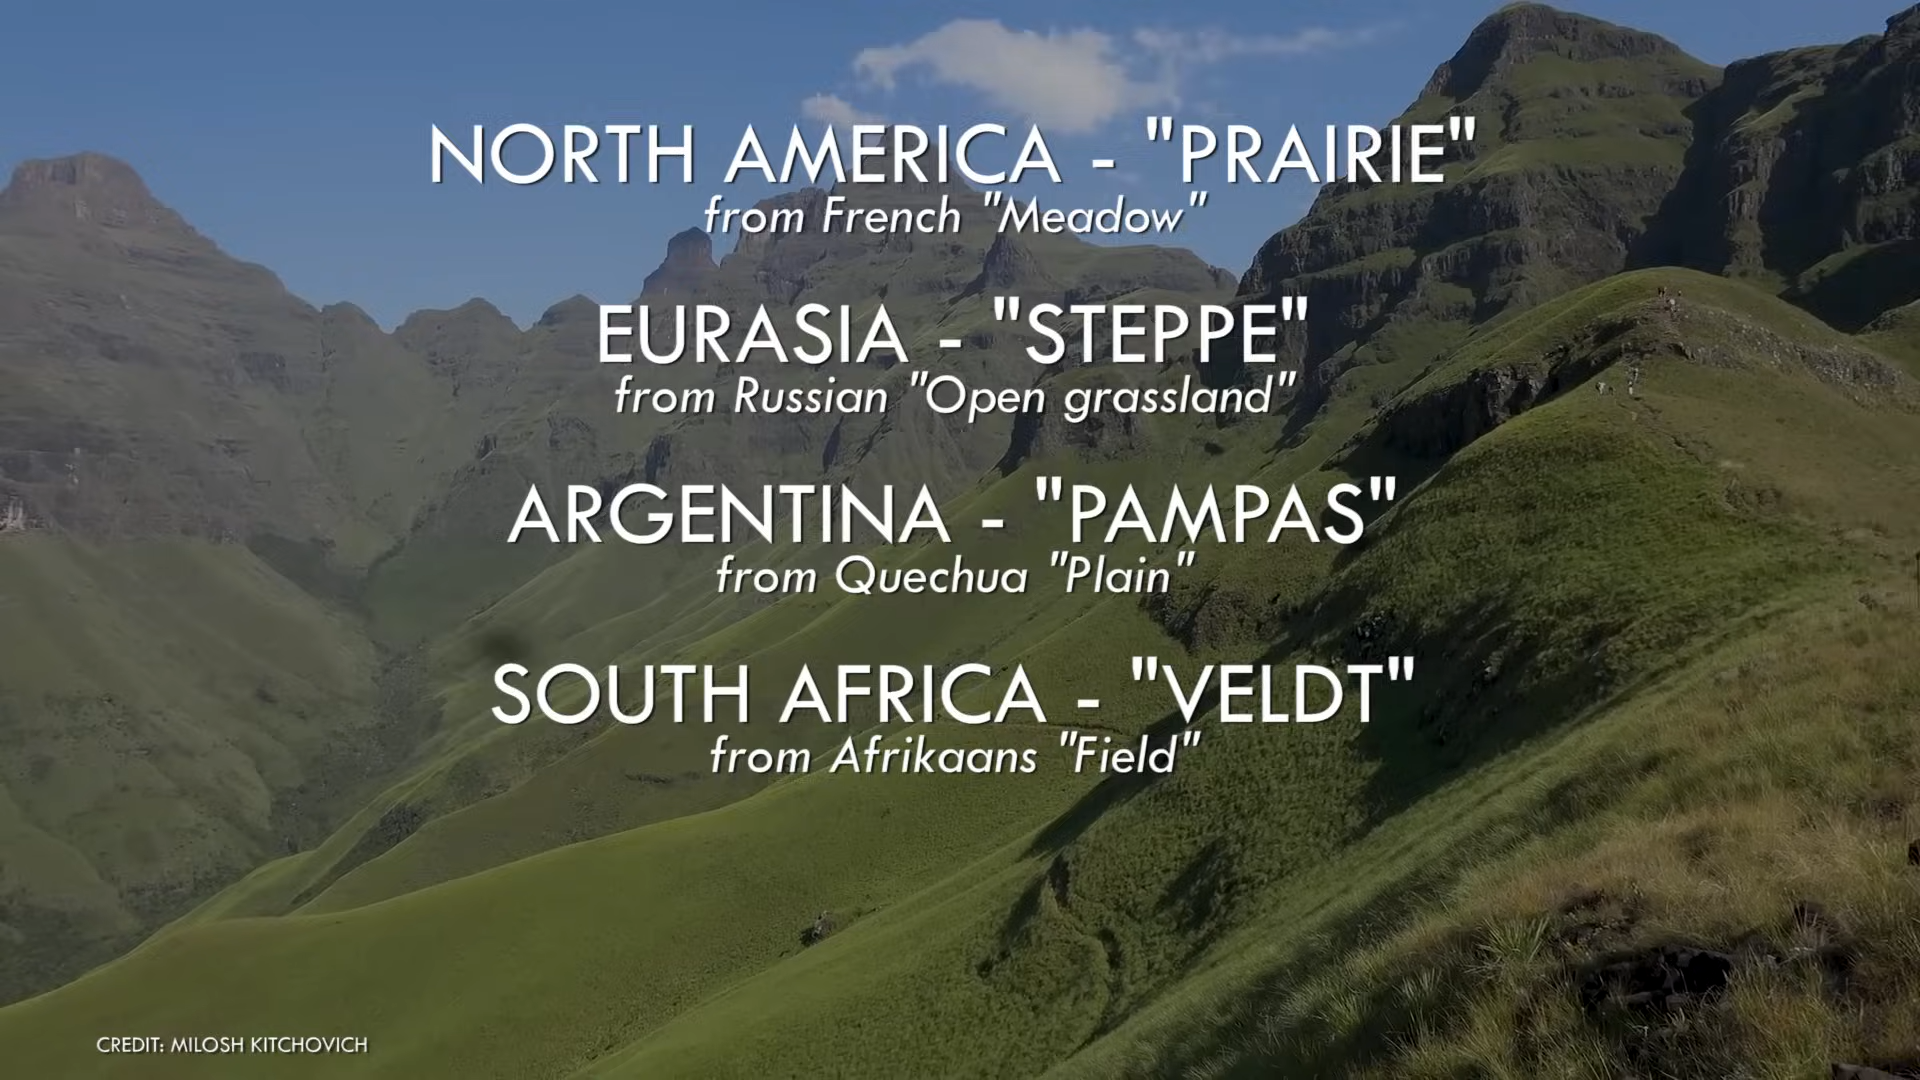 NORTH AMERICA - "PRAIRIE"
from French "Meadow"
EURASIA - "STEPPE"
from Russian "Open grassland"
ARGENTINA - "PAMPAS"
from Quechua "Plain"
SOUTH AFRICA - "VELDT"
from Afrikaans "Field"
CREDIT: MILOSH KITCHOVICH